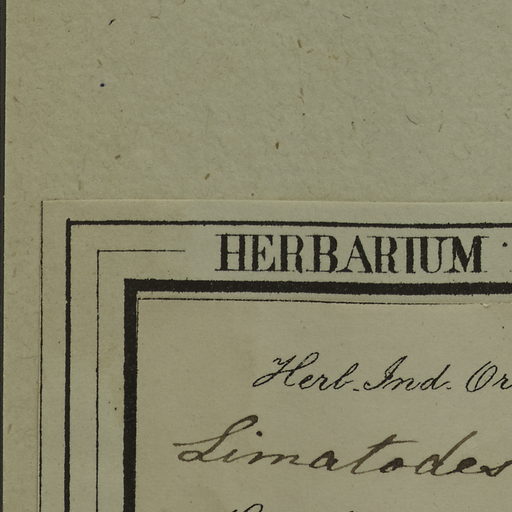 HERBARIUM
Herb. Ind. Or
Limatodes